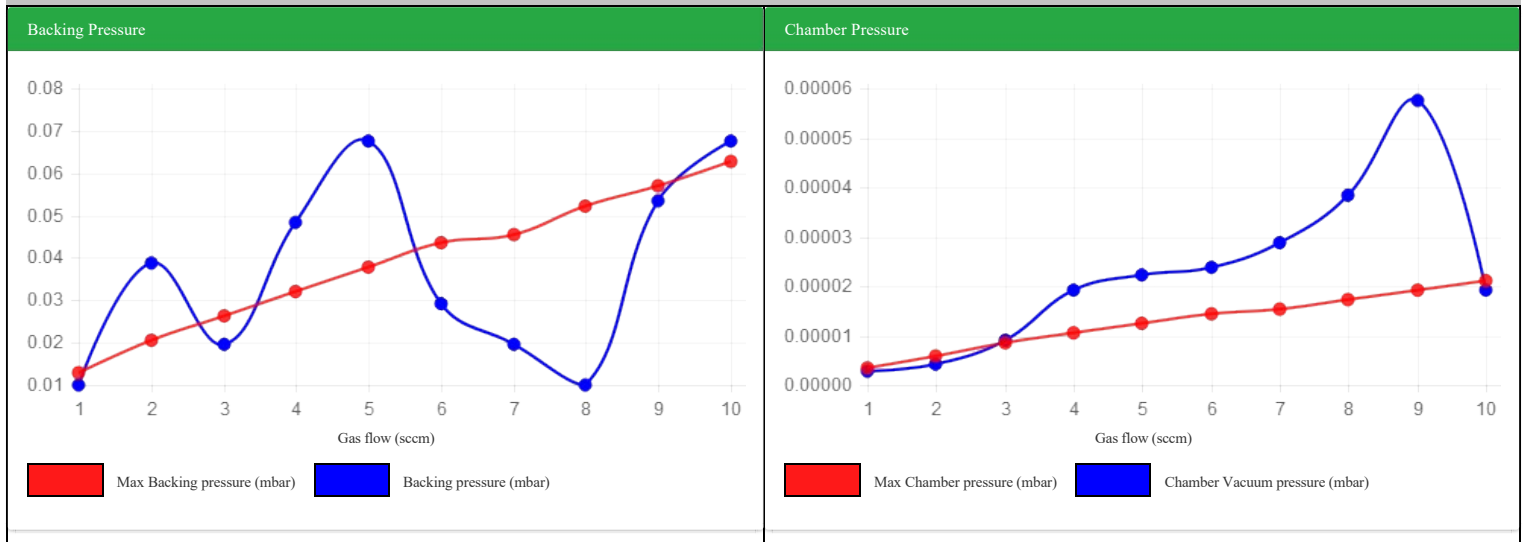 Backing Pressure
0.08
0.07
0.06
0.05
0.04
0.03
0.02
0.01
1 2 3 4 5 6 7 8 9 10
Gas flow (sccm)
Max Backing pressure (mbar) Backing pressure (mbar)
Chamber Pressure
0.00006
0.00005
0.00004
0.00003
0.00002
0.00001
0.00000
1 2 3 4 5 6 7 8 9 10
Gas flow (sccm)
Max Chamber pressure (mbar) Chamber Vacuum pressure (mbar)